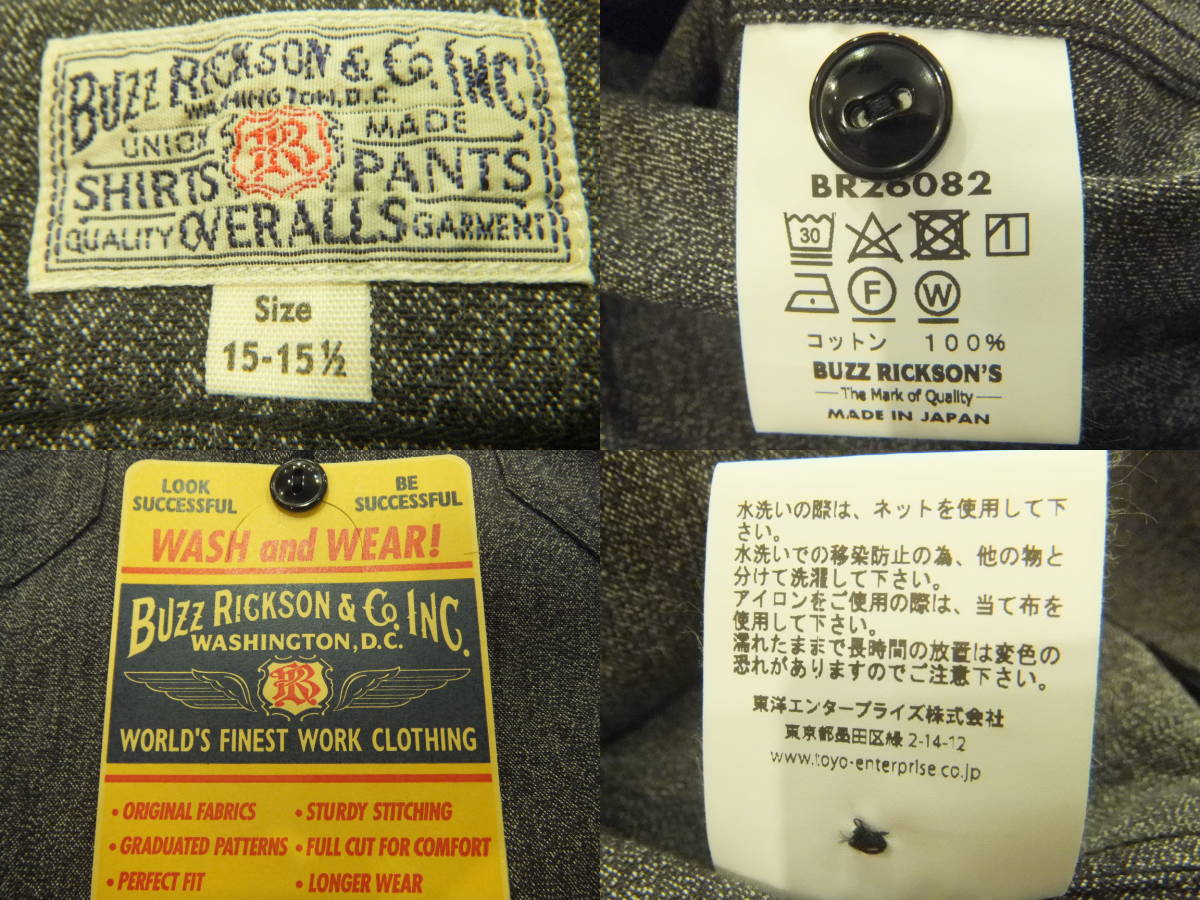 BUZZ RICKSON & CO. INC.
WASHINGTON, D.C.
UNION MADE
BR
SHIRTS PANTS
QUALITY OVERALLS GARMENT
Size
15-15½
BR26082
30
1
F W
コットン 100%
BUZZ RICKSON'S
The Mark of Quality
MADE IN JAPAN
LOOK SUCCESSFUL
BE SUCCESSFUL
WASH and WEAR!
BUZZ RICKSON & CO. INC.
WASHINGTON, D.C.
BR
WORLD'S FINEST WORK CLOTHING
• ORIGINAL FABRICS
• GRADUATED PATTERNS
• PERFECT FIT
• STURDY STITCHING
• FULL CUT FOR COMFORT
• LONGER WEAR
水洗いの際は、ネットを使用して下
さい。
水洗いでの移染防止の為、他の物と
分けて洗濯して下さい。
アイロンをご使用の際は、当て布を
使用して下さい。
濡れたままで長時間の放置は変色の
恐れがありますのでご注意下さい。
東洋エンタープライズ株式会社
東京都墨田区緑 2-14-12
www.toyo-enterprise.co.jp